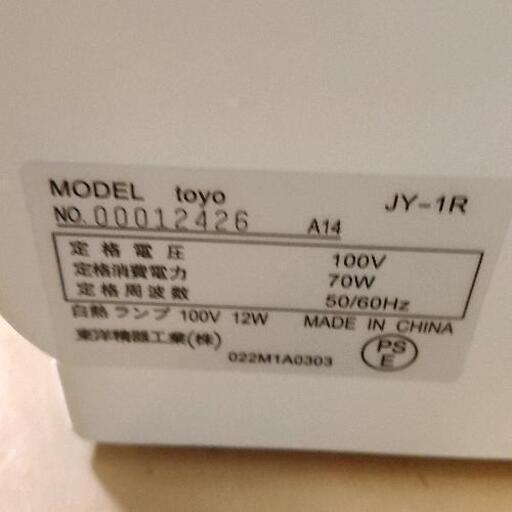 MODEL toyo JY-1R
NO. 00012426 A14
定格電圧 100V
定格消費電力 70W
定格周波数 50/60Hz
白熱ランプ 100V 12W MADE IN CHINA
東洋精器工業(株) 022M1A0303
PS
E